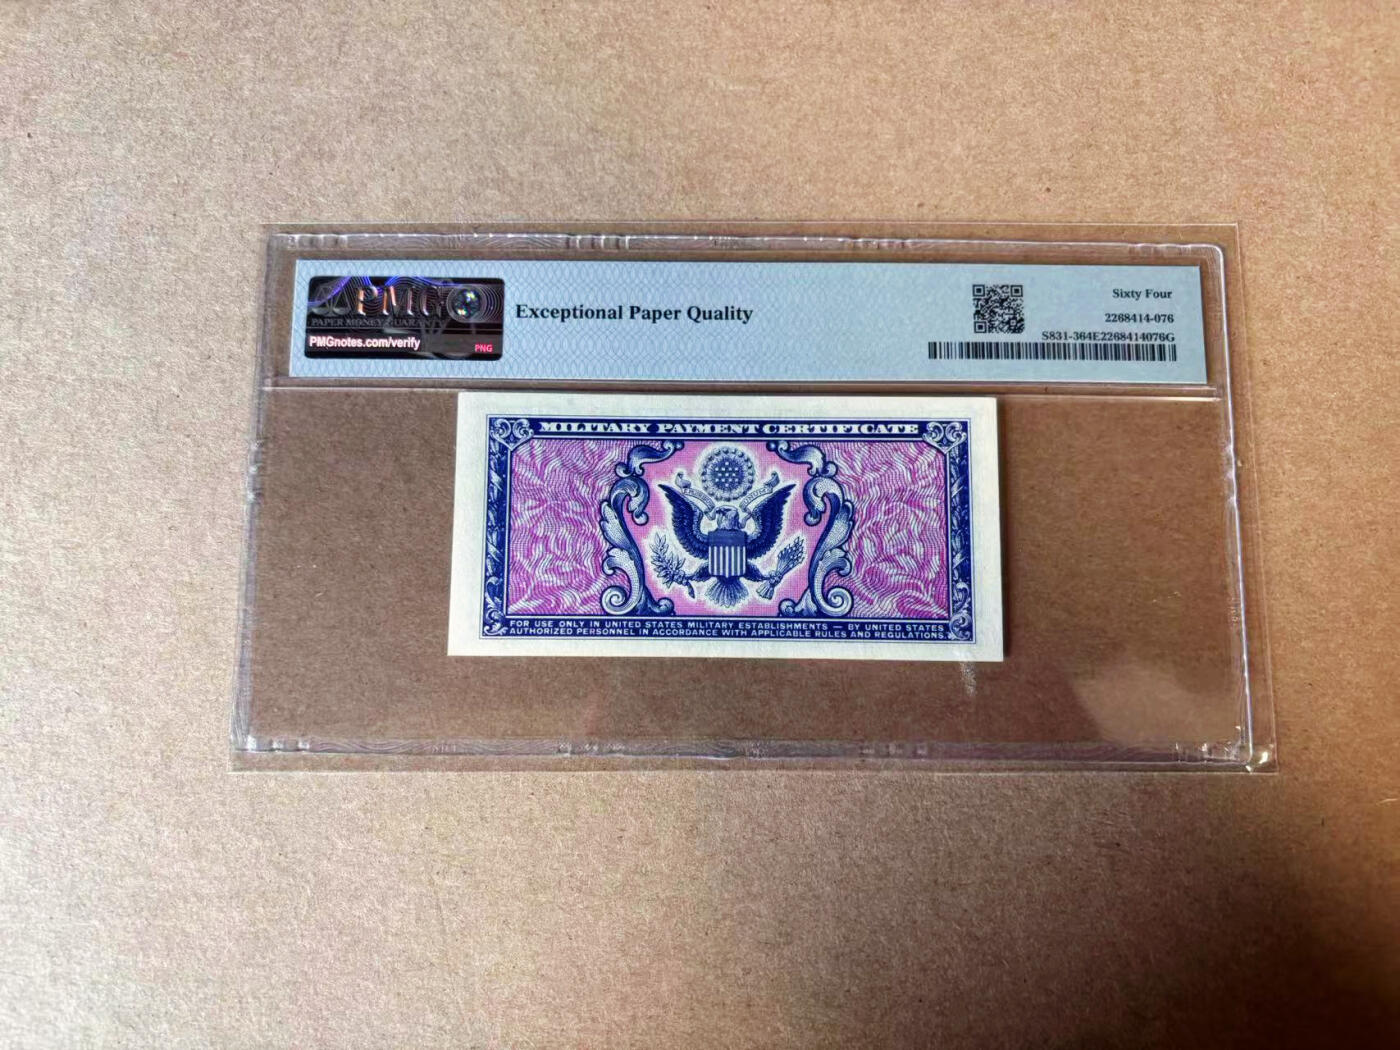 PMG
PAPER MONEY GUARANTY
PMGnotes.com/verify
PNG
Exceptional Paper Quality
Sixty Four
2268414-076
S831-364E2268414076G
MILITARY PAYMENT CERTIFICATE
FOR USE ONLY IN UNITED STATES MILITARY ESTABLISHMENTS — BY UNITED STATES
AUTHORIZED PERSONNEL IN ACCORDANCE WITH APPLICABLE RULES AND REGULATIONS.